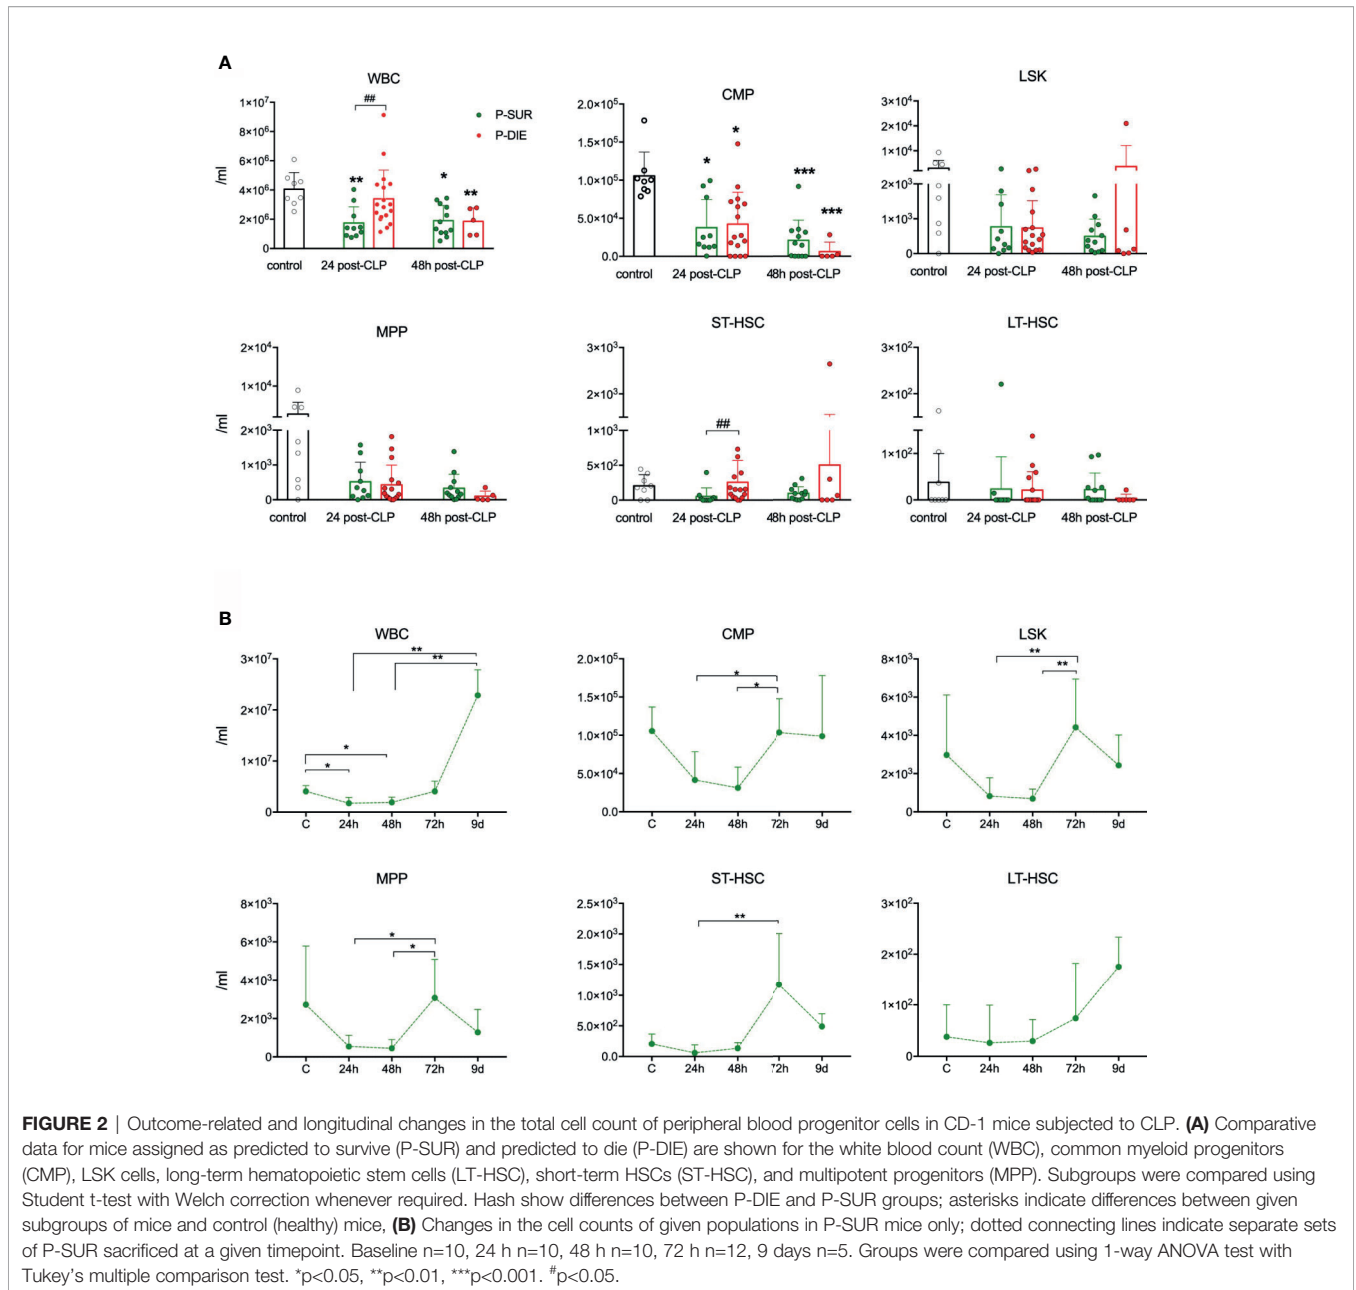 A
WBC
1×10⁷
8×10⁶
6×10⁶
4×10⁶
2×10⁶
0
/ml
##
**
*
**
P-SUR
P-DIE
control
24 post-CLP
48h post-CLP
CMP
2.0×10⁵
1.5×10⁵
1.0×10⁵
5.0×10⁴
0.0
*
*
***
***
control
24 post-CLP
48h post-CLP
LSK
3×10⁴
2×10⁴
1×10⁴
2×10³
1×10³
0
control
24 post-CLP
48h post-CLP
MPP
2×10⁴
1×10⁴
2×10³
1×10³
0
/ml
control
24 post-CLP
48h post-CLP
ST-HSC
3×10³
2×10³
1×10³
5×10²
0
##
control
24 post-CLP
48h post-CLP
LT-HSC
3×10²
2×10²
1×10²
0
control
24 post-CLP
48h post-CLP
B
WBC
3×10⁷
2×10⁷
1×10⁷
0
/ml
**
**
*
*
C 24h 48h 72h 9d
CMP
2.0×10⁵
1.5×10⁵
1.0×10⁵
5.0×10⁴
0.0
*
*
C 24h 48h 72h 9d
LSK
8×10³
6×10³
4×10³
2×10³
0
**
**
C 24h 48h 72h 9d
MPP
8×10³
6×10³
4×10³
2×10³
0
/ml
*
*
C 24h 48h 72h 9d
ST-HSC
2.5×10³
2.0×10³
1.5×10³
1.0×10³
5.0×10²
0.0
**
C 24h 48h 72h 9d
LT-HSC
3×10²
2×10²
1×10²
0
C 24h 48h 72h 9d
FIGURE 2 | Outcome-related and longitudinal changes in the total cell count of peripheral blood progenitor cells in CD-1 mice subjected to CLP. (A) Comparative
data for mice assigned as predicted to survive (P-SUR) and predicted to die (P-DIE) are shown for the white blood count (WBC), common myeloid progenitors
(CMP), LSK cells, long-term hematopoietic stem cells (LT-HSC), short-term HSCs (ST-HSC), and multipotent progenitors (MPP). Subgroups were compared using
Student t-test with Welch correction whenever required. Hash show differences between P-DIE and P-SUR groups; asterisks indicate differences between given
subgroups of mice and control (healthy) mice, (B) Changes in the cell counts of given populations in P-SUR mice only; dotted connecting lines indicate separate sets
of P-SUR sacrificed at a given timepoint. Baseline n=10, 24 h n=10, 48 h n=10, 72 h n=12, 9 days n=5. Groups were compared using 1-way ANOVA test with
Tukey's multiple comparison test. *p<0.05, **p<0.01, ***p<0.001. #p<0.05.